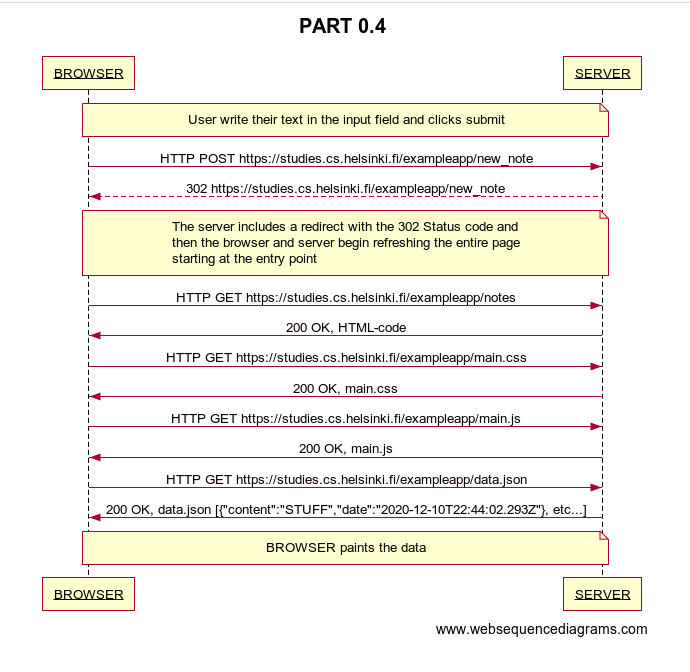 PART 0.4
BROWSER
SERVER
User write their text in the input field and clicks submit
HTTP POST https://studies.cs.helsinki.fi/exampleapp/new_note
302 https://studies.cs.helsinki.fi/exampleapp/new_note
The server includes a redirect with the 302 Status code and
then the browser and server begin refreshing the entire page
starting at the entry point
HTTP GET https://studies.cs.helsinki.fi/exampleapp/notes
200 OK, HTML-code
HTTP GET https://studies.cs.helsinki.fi/exampleapp/main.css
200 OK, main.css
HTTP GET https://studies.cs.helsinki.fi/exampleapp/main.js
200 OK, main.js
HTTP GET https://studies.cs.helsinki.fi/exampleapp/data.json
200 OK, data.json [{"content":"STUFF","date":"2020-12-10T22:44:02.293Z"}, etc...]
BROWSER paints the data
BROWSER
SERVER
www.websequencediagrams.com